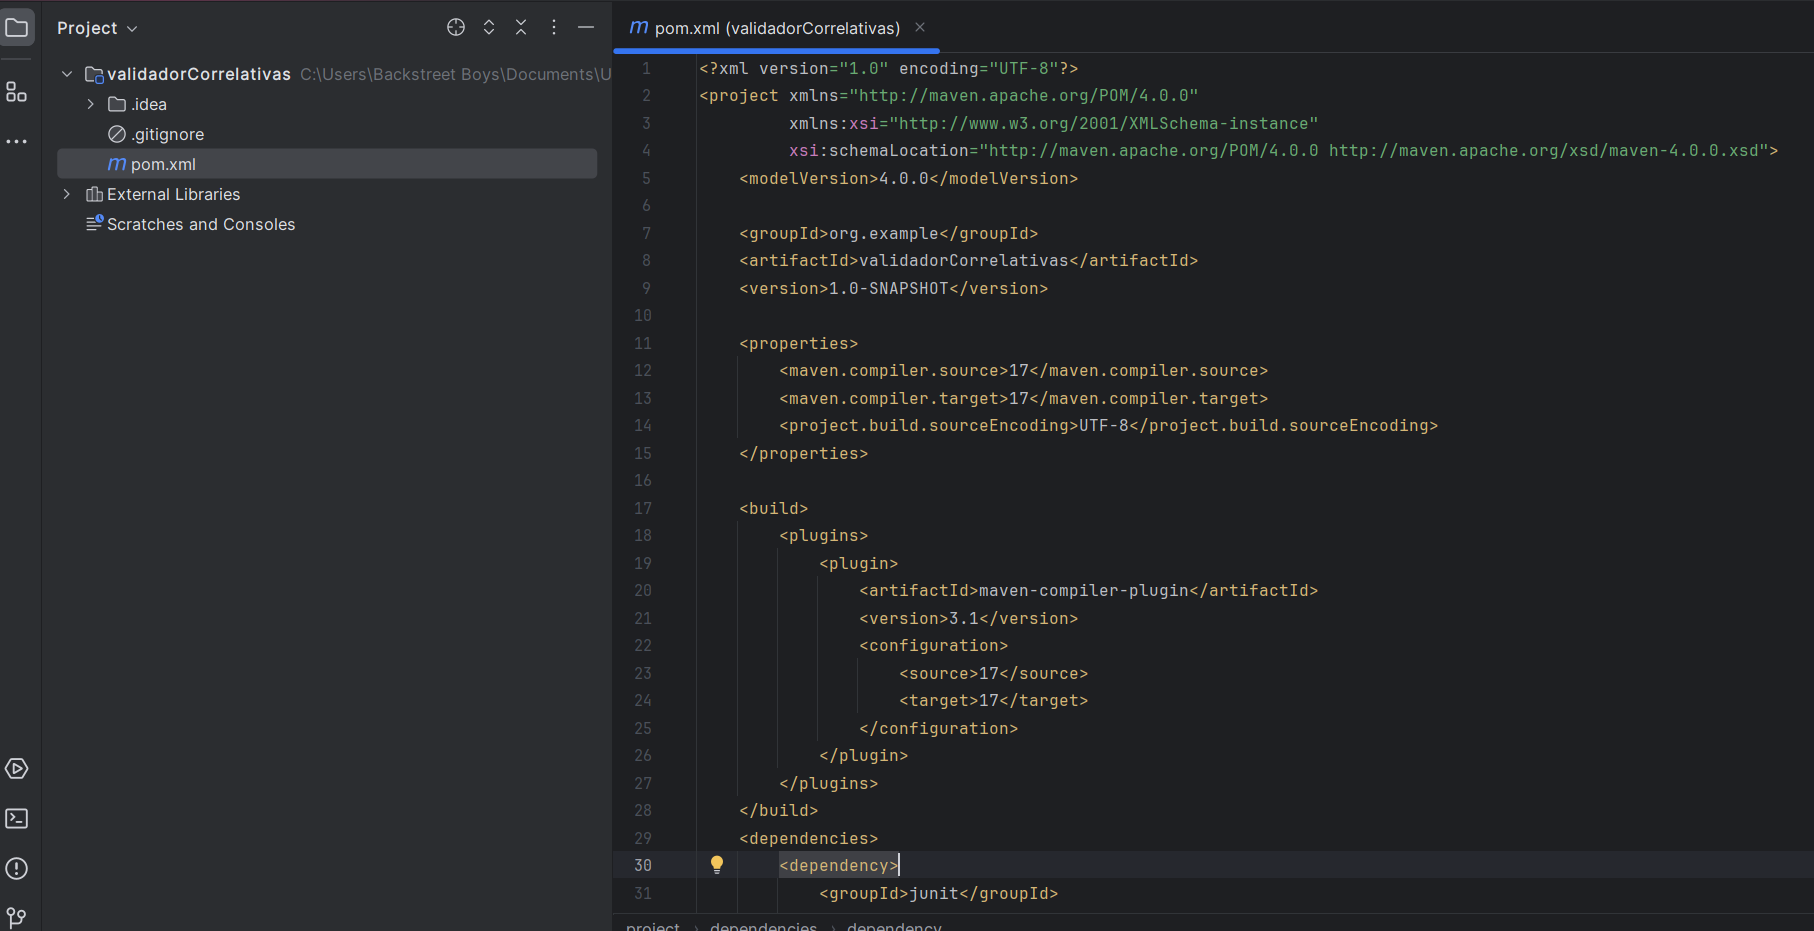 Project
validadorCorrelativas C:\Users\Backstreet Boys\Documents\U
.idea
.gitignore
m pom.xml
External Libraries
Scratches and Consoles
m pom.xml (validadorCorrelativas)
1 <?xml version="1.0" encoding="UTF-8"?>
2 <project xmlns="http://maven.apache.org/POM/4.0.0"
3 xmlns:xsi="http://www.w3.org/2001/XMLSchema-instance"
4 xsi:schemaLocation="http://maven.apache.org/POM/4.0.0 http://maven.apache.org/xsd/maven-4.0.0.xsd">
5 <modelVersion>4.0.0</modelVersion>
6
7 <groupId>org.example</groupId>
8 <artifactId>validadorCorrelativas</artifactId>
9 <version>1.0-SNAPSHOT</version>
10
11 <properties>
12 <maven.compiler.source>17</maven.compiler.source>
13 <maven.compiler.target>17</maven.compiler.target>
14 <project.build.sourceEncoding>UTF-8</project.build.sourceEncoding>
15 </properties>
16
17 <build>
18 <plugins>
19 <plugin>
20 <artifactId>maven-compiler-plugin</artifactId>
21 <version>3.1</version>
22 <configuration>
23 <source>17</source>
24 <target>17</target>
25 </configuration>
26 </plugin>
27 </plugins>
28 </build>
29 <dependencies>
30 <dependency>
31 <groupId>junit</groupId>
project > dependencies > dependency